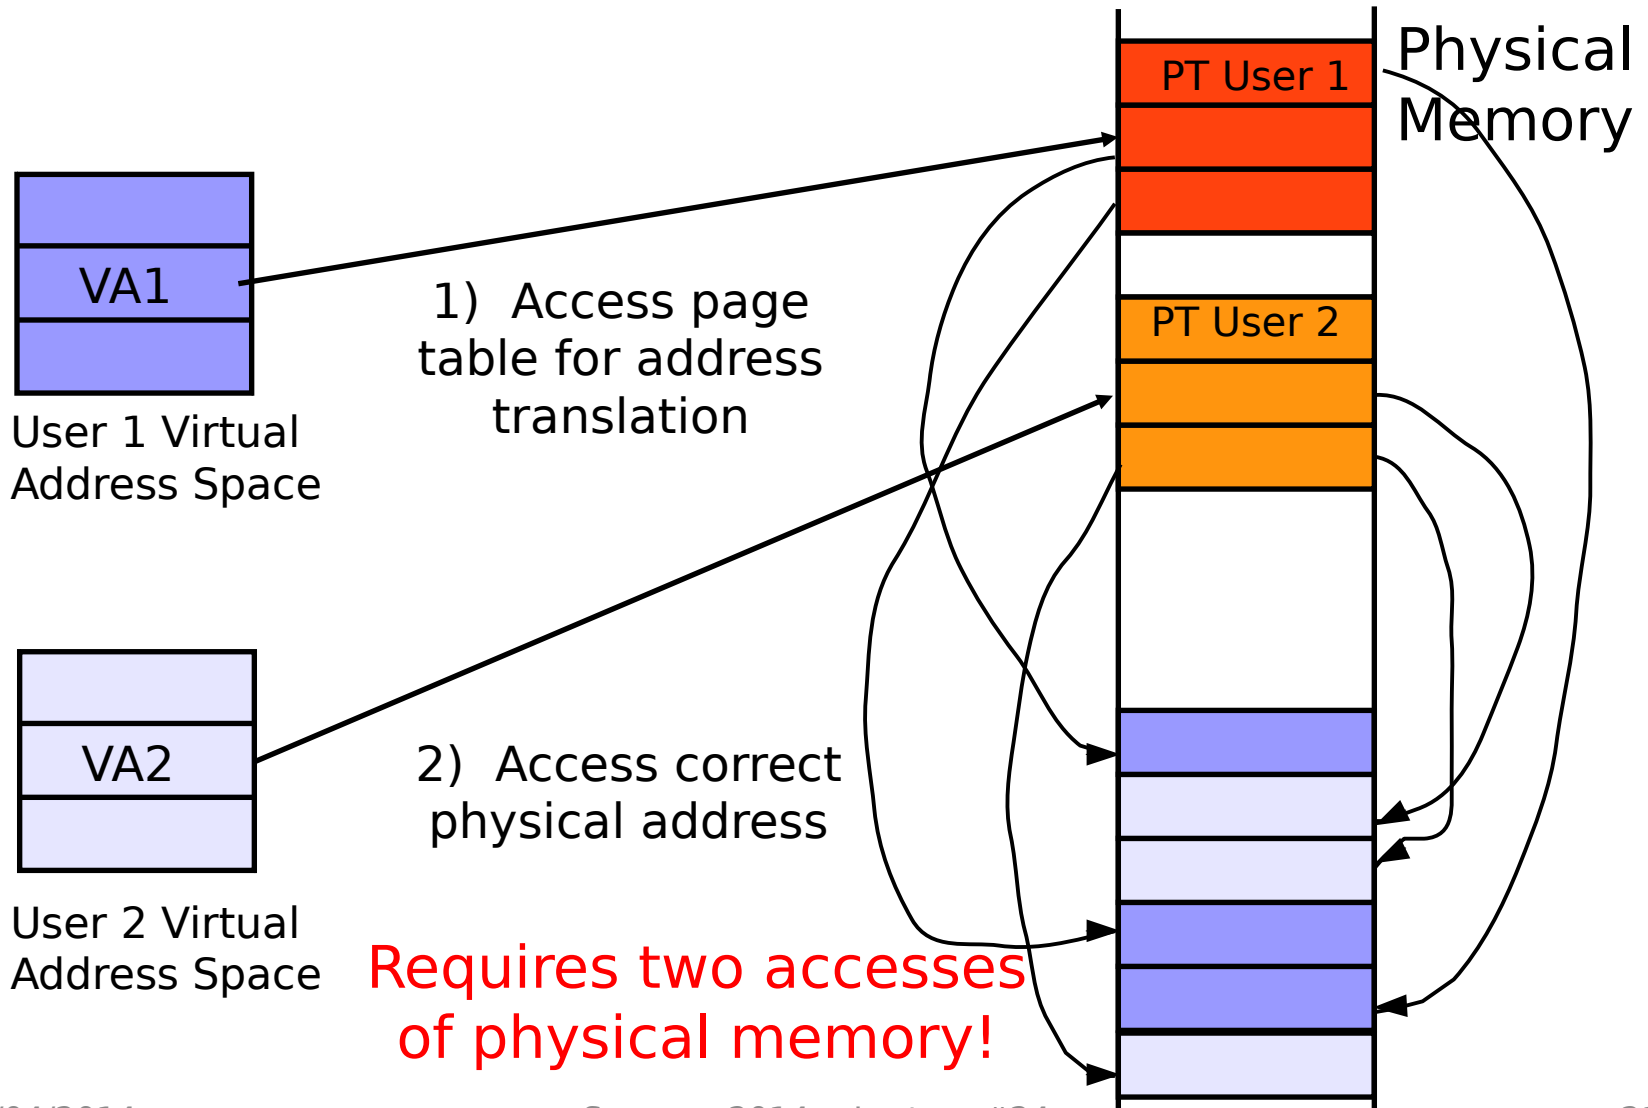 Physical
Memory
PT User 1
VA1
1) Access page
table for address
translation
PT User 2
User 1 Virtual
Address Space
VA2
2) Access correct
physical address
User 2 Virtual
Address Space
Requires two accesses
of physical memory!